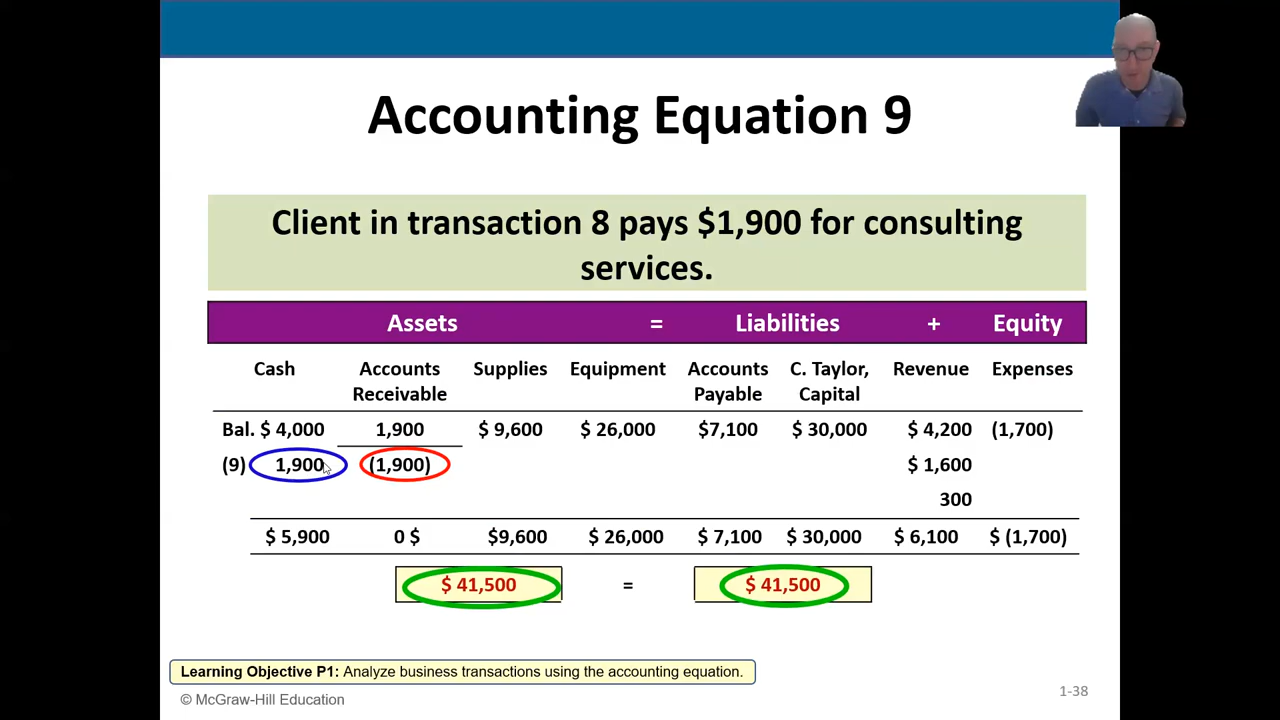 Accounting Equation 9
Client in transaction 8 pays $1,900 for consulting
services.
Assets = Liabilities + Equity
Cash Accounts Receivable Supplies Equipment Accounts Payable C. Taylor, Capital Revenue Expenses
Bal. $ 4,000 1,900 $ 9,600 $ 26,000 $7,100 $ 30,000 $ 4,200 (1,700)
(9) 1,900 (1,900) $ 1,600
300
$ 5,900 0 $ $9,600 $ 26,000 $ 7,100 $ 30,000 $ 6,100 $ (1,700)
$ 41,500 = $ 41,500
Learning Objective P1: Analyze business transactions using the accounting equation.
© McGraw-Hill Education
1-38